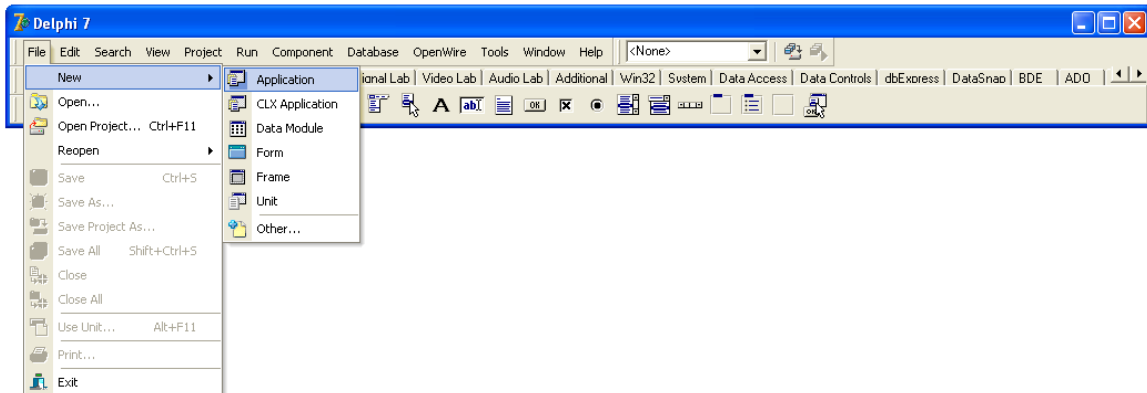 Delphi 7
File Edit Search View Project Run Component Database OpenWire Tools Window Help <None>
New Application
ional Lab Video Lab Audio Lab Additional Win32 System Data Access Data Controls dbExpress DataSnap BDE ADO
Open... CLX Application
Open Project... Ctrl+F11 Data Module
Reopen Form
Save Ctrl+S Frame
Save As... Unit
Save Project As... Other...
Save All Shift+Ctrl+S
Close
Close All
Use Unit... Alt+F11
Print...
Exit